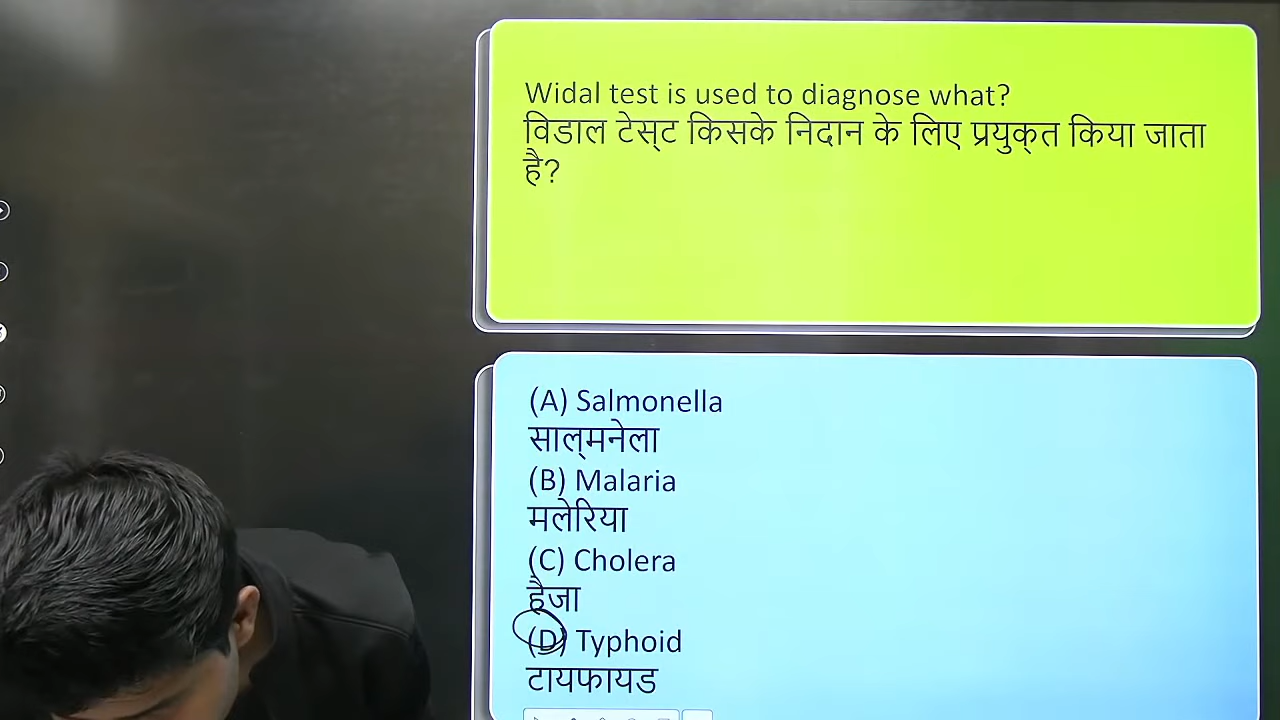 Widal test is used to diagnose what?
विडाल टेस्ट किसके निदान के लिए प्रयुक्त किया जाता
है?
(A) Salmonella
साल्मनेला
(B) Malaria
मलेरिया
(C) Cholera
हैजा
(D) Typhoid
टायफायड